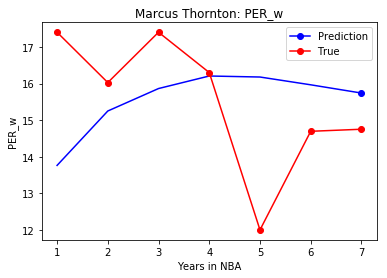 Marcus Thornton: PER_w
Prediction
True
PER_w
17
16
15
14
13
12
1 2 3 4 5 6 7
Years in NBA